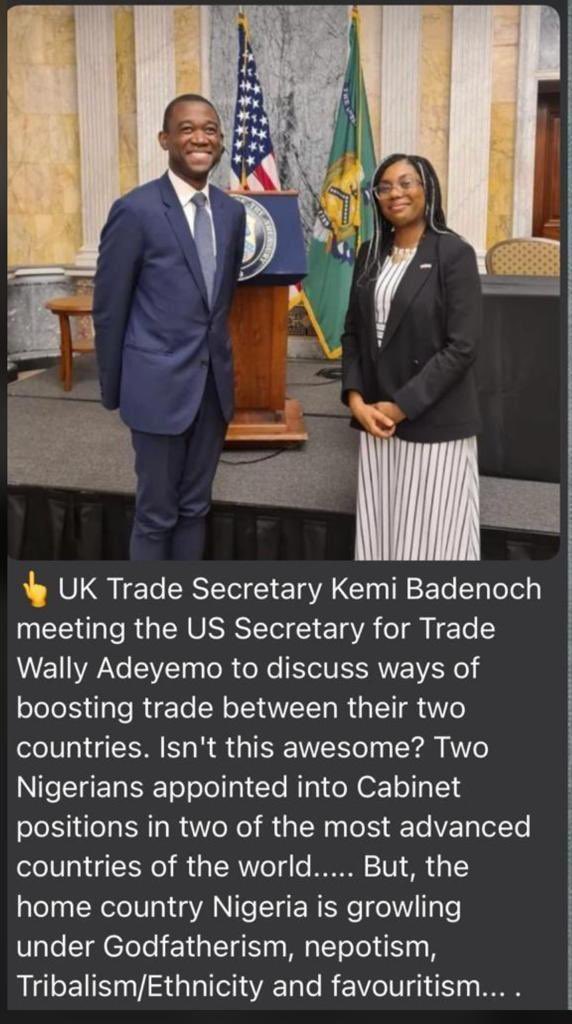 👆 UK Trade Secretary Kemi Badenoch
meeting the US Secretary for Trade
Wally Adeyemo to discuss ways of
boosting trade between their two
countries. Isn't this awesome? Two
Nigerians appointed into Cabinet
positions in two of the most advanced
countries of the world..... But, the
home country Nigeria is growling
under Godfatherism, nepotism,
Tribalism/Ethnicity and favouritism... .